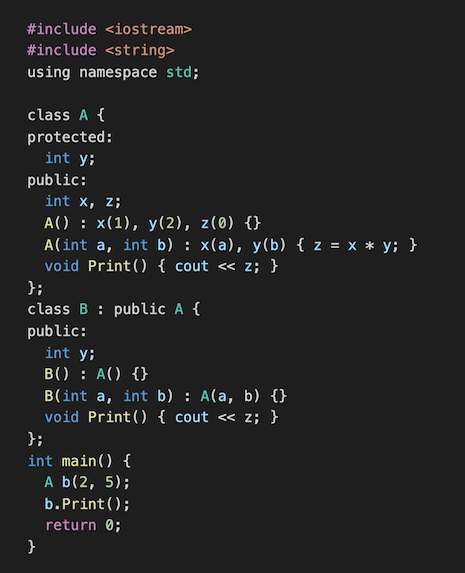 #include <iostream>
#include <string>
using namespace std;

class A {
protected:
  int y;
public:
  int x, z;
  A() : x(1), y(2), z(0) {}
  A(int a, int b) : x(a), y(b) { z = x * y; }
  void Print() { cout << z; }
};
class B : public A {
public:
  int y;
  B() : A() {}
  B(int a, int b) : A(a, b) {}
  void Print() { cout << z; }
};
int main() {
  A b(2, 5);
  b.Print();
  return 0;
}